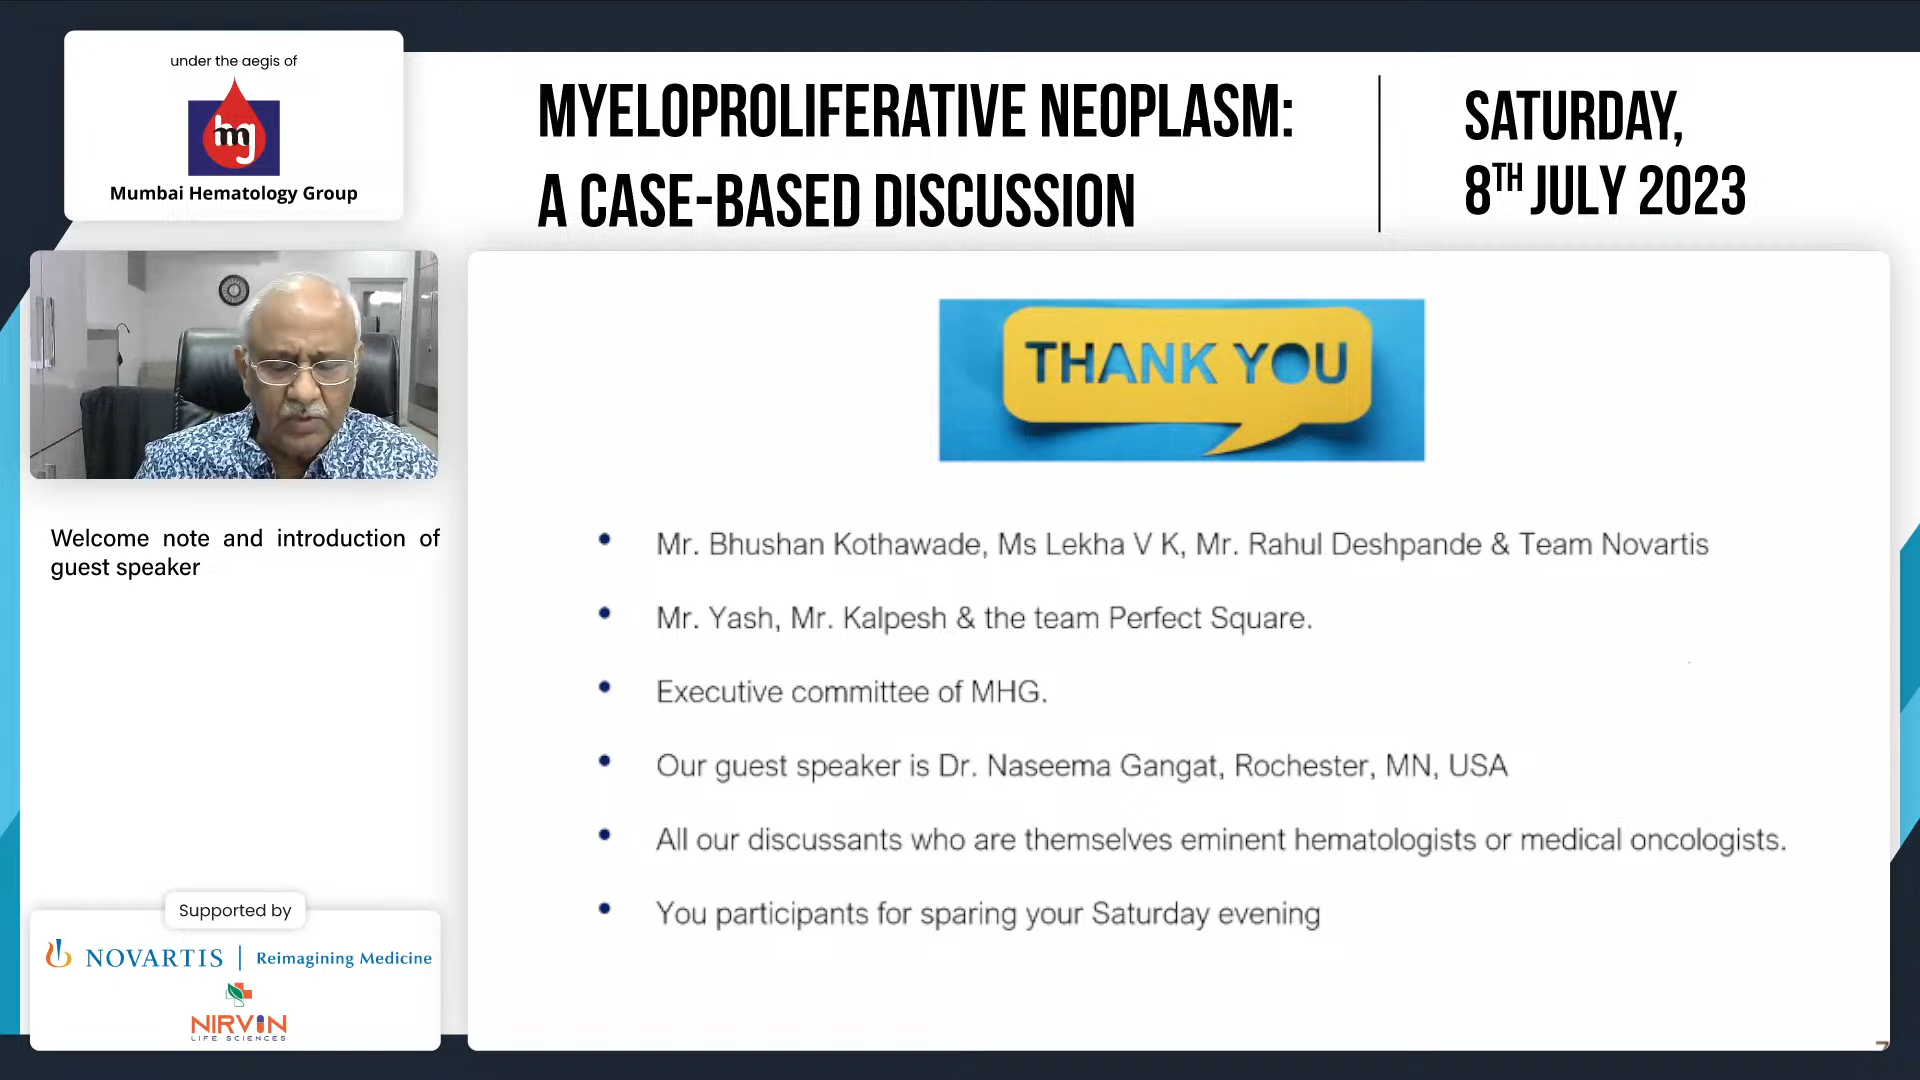 under the aegis of
mg
Mumbai Hematology Group
MYELOPROLIFERATIVE NEOPLASM:
A CASE-BASED DISCUSSION
SATURDAY,
8TH JULY 2023
Welcome note and introduction of
guest speaker
THANK YOU
• Mr. Bhushan Kothawade, Ms Lekha V K, Mr. Rahul Deshpande & Team Novartis
• Mr. Yash, Mr. Kalpesh & the team Perfect Square.
• Executive committee of MHG.
• Our guest speaker is Dr. Naseema Gangat, Rochester, MN, USA
• All our discussants who are themselves eminent hematologists or medical oncologists.
• You participants for sparing your Saturday evening
Supported by
NOVARTIS | Reimagining Medicine
NIRVIN
LIFE SCIENCES